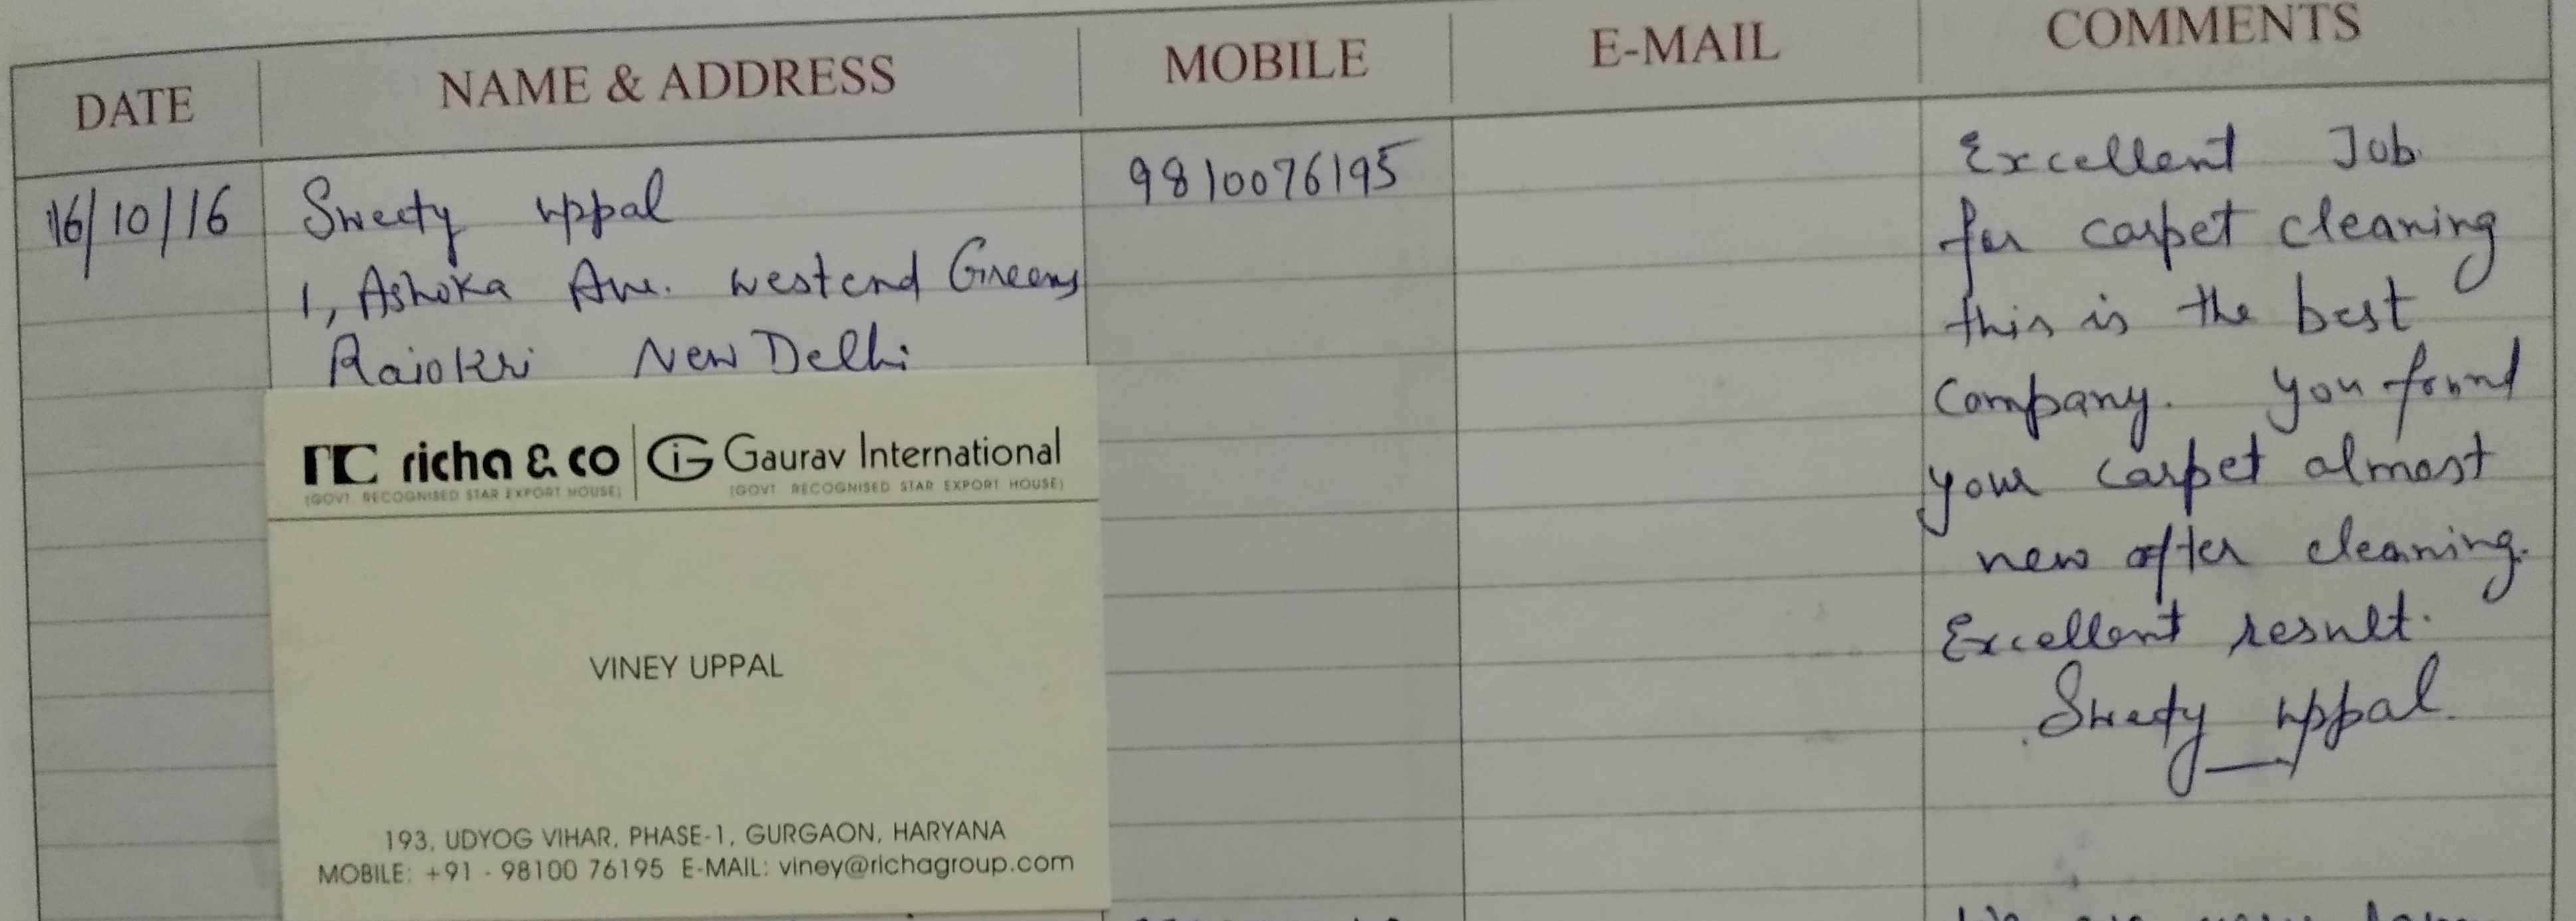 DATE NAME & ADDRESS MOBILE E-MAIL COMMENTS
16/10/16
Sweety uppal
1, Ashoka Ave. westend Greens
Rajokri New Delhi
9810076195
Excellent Job.
for carpet cleaning
this is the best
Company. you found
your carpet almost
new after cleaning.
Excellent result.
Sweety uppal.
rc richa & co
(GOVT RECOGNISED STAR EXPORT HOUSE)
Gi Gaurav International
(GOVT RECOGNISED STAR EXPORT HOUSE)
VINEY UPPAL
193, UDYOG VIHAR, PHASE-1, GURGAON, HARYANA
MOBILE: +91 - 98100 76195 E-MAIL: viney@richagroup.com